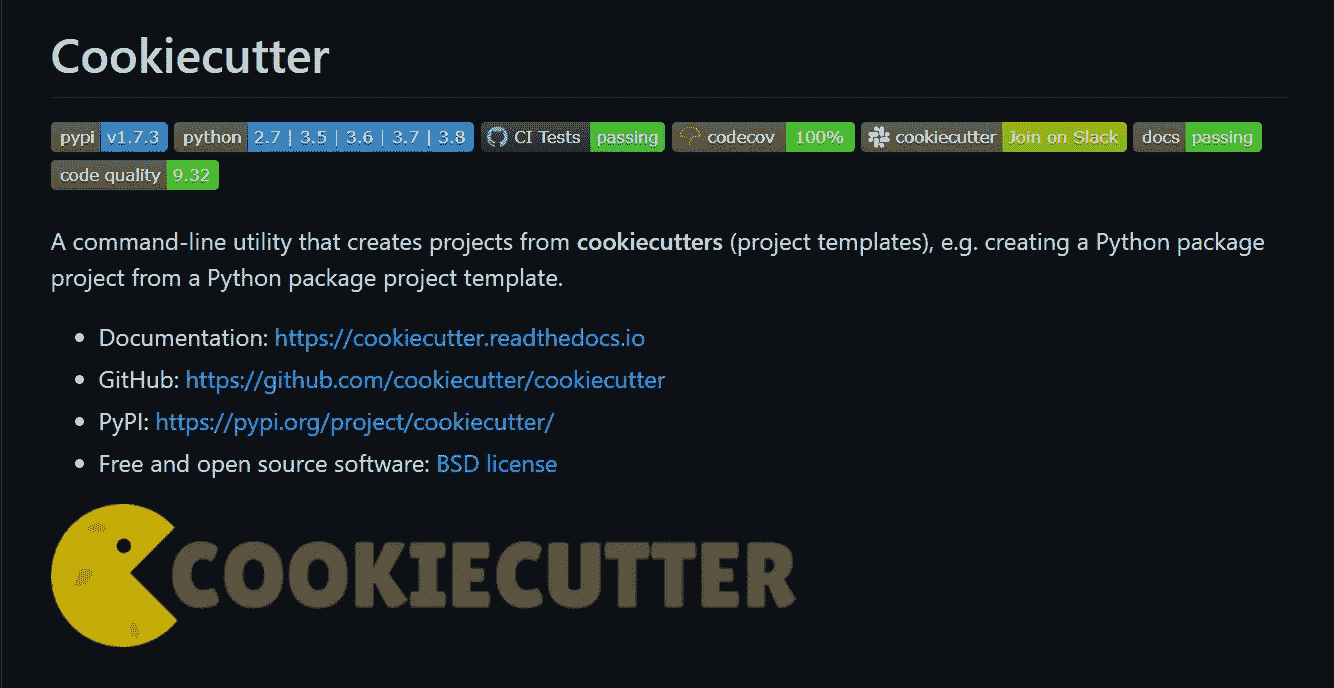 Cookiecutter
pypi v1.7.3 python 2.7 | 3.5 | 3.6 | 3.7 | 3.8 CI Tests passing codecov 100% cookiecutter Join on Slack docs passing
code quality 9.32
A command-line utility that creates projects from cookiecutters (project templates), e.g. creating a Python package
project from a Python package project template.
Documentation: https://cookiecutter.readthedocs.io
GitHub: https://github.com/cookiecutter/cookiecutter
PyPI: https://pypi.org/project/cookiecutter/
Free and open source software: BSD license
COOKIECUTTER